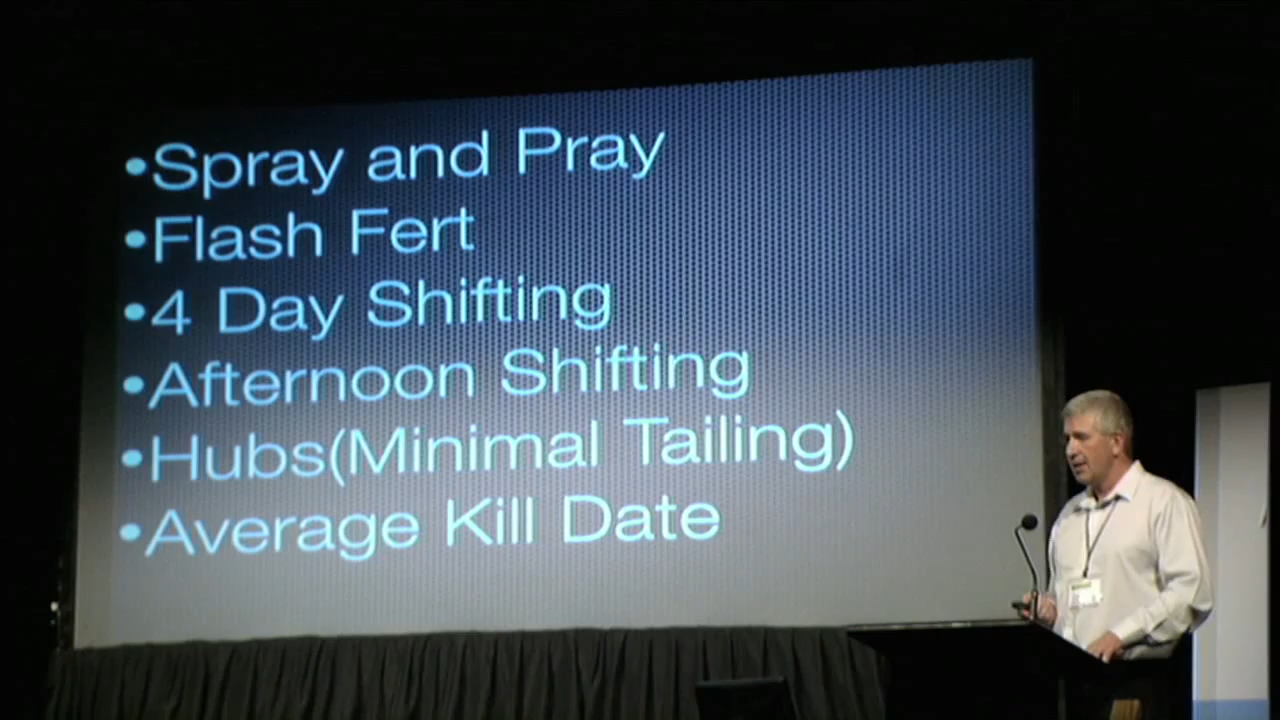 •Spray and Pray
•Flash Fert
•4 Day Shifting
•Afternoon Shifting
•Hubs(Minimal Tailing)
•Average Kill Date